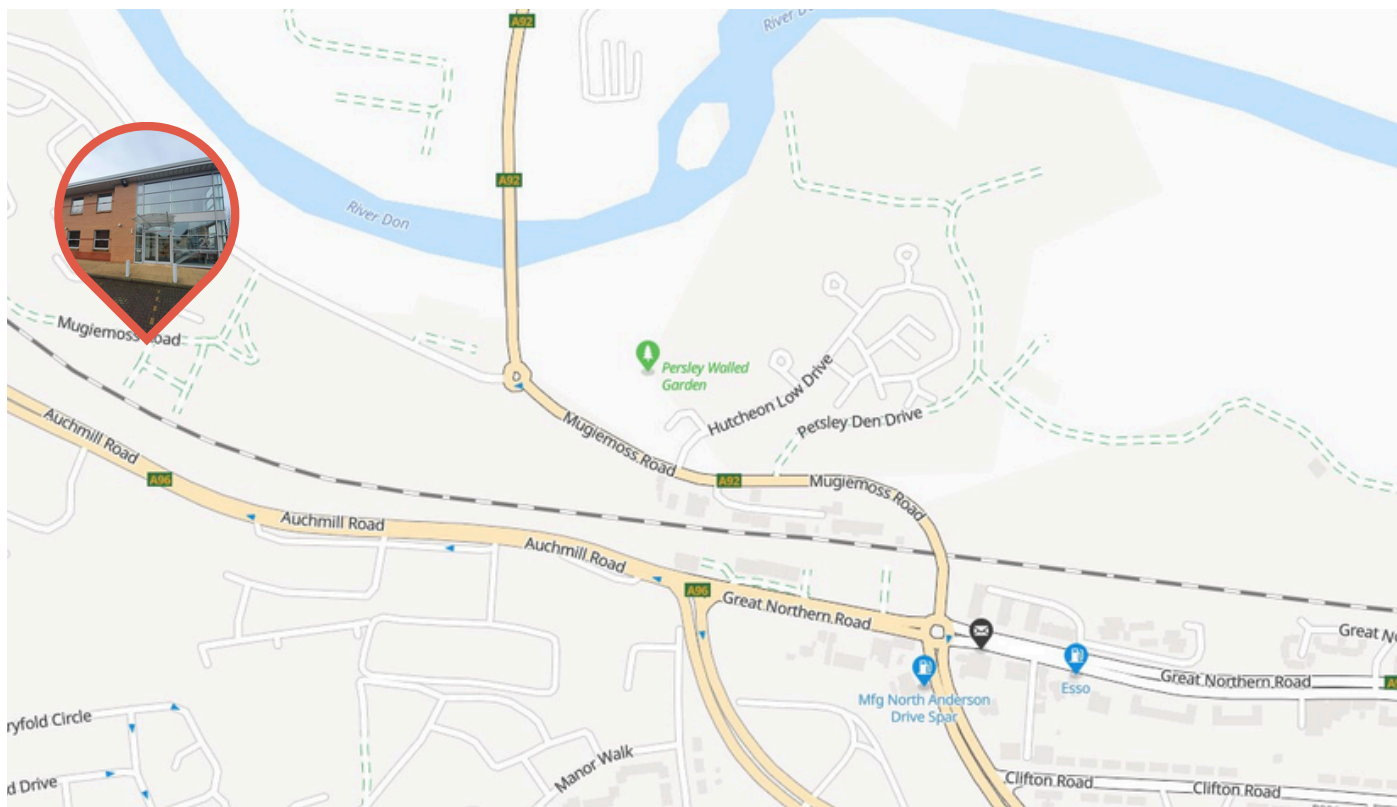 A92
River Do
A92
River Don
Mugiemoss Road
Persley Walled
Garden
Hutcheon Low Drive
Persley Den Drive
Mugiemoss Road
A92
Mugiemoss Road
Auchmill Road
A96
Auchmill Road
Auchmill Road
A96
Great Northern Road
Great No
Mfg North Anderson
Drive Spar
Esso
Great Northern Road
ryfold Circle
Manor Walk
d Drive
Clifton Road
Clifton Road